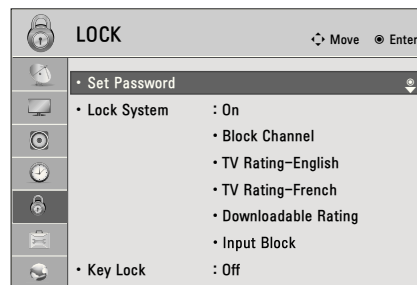 LOCK Move Enter
• Set Password
• Lock System : On
• Block Channel
• TV Rating-English
• TV Rating-French
• Downloadable Rating
• Input Block
• Key Lock : Off